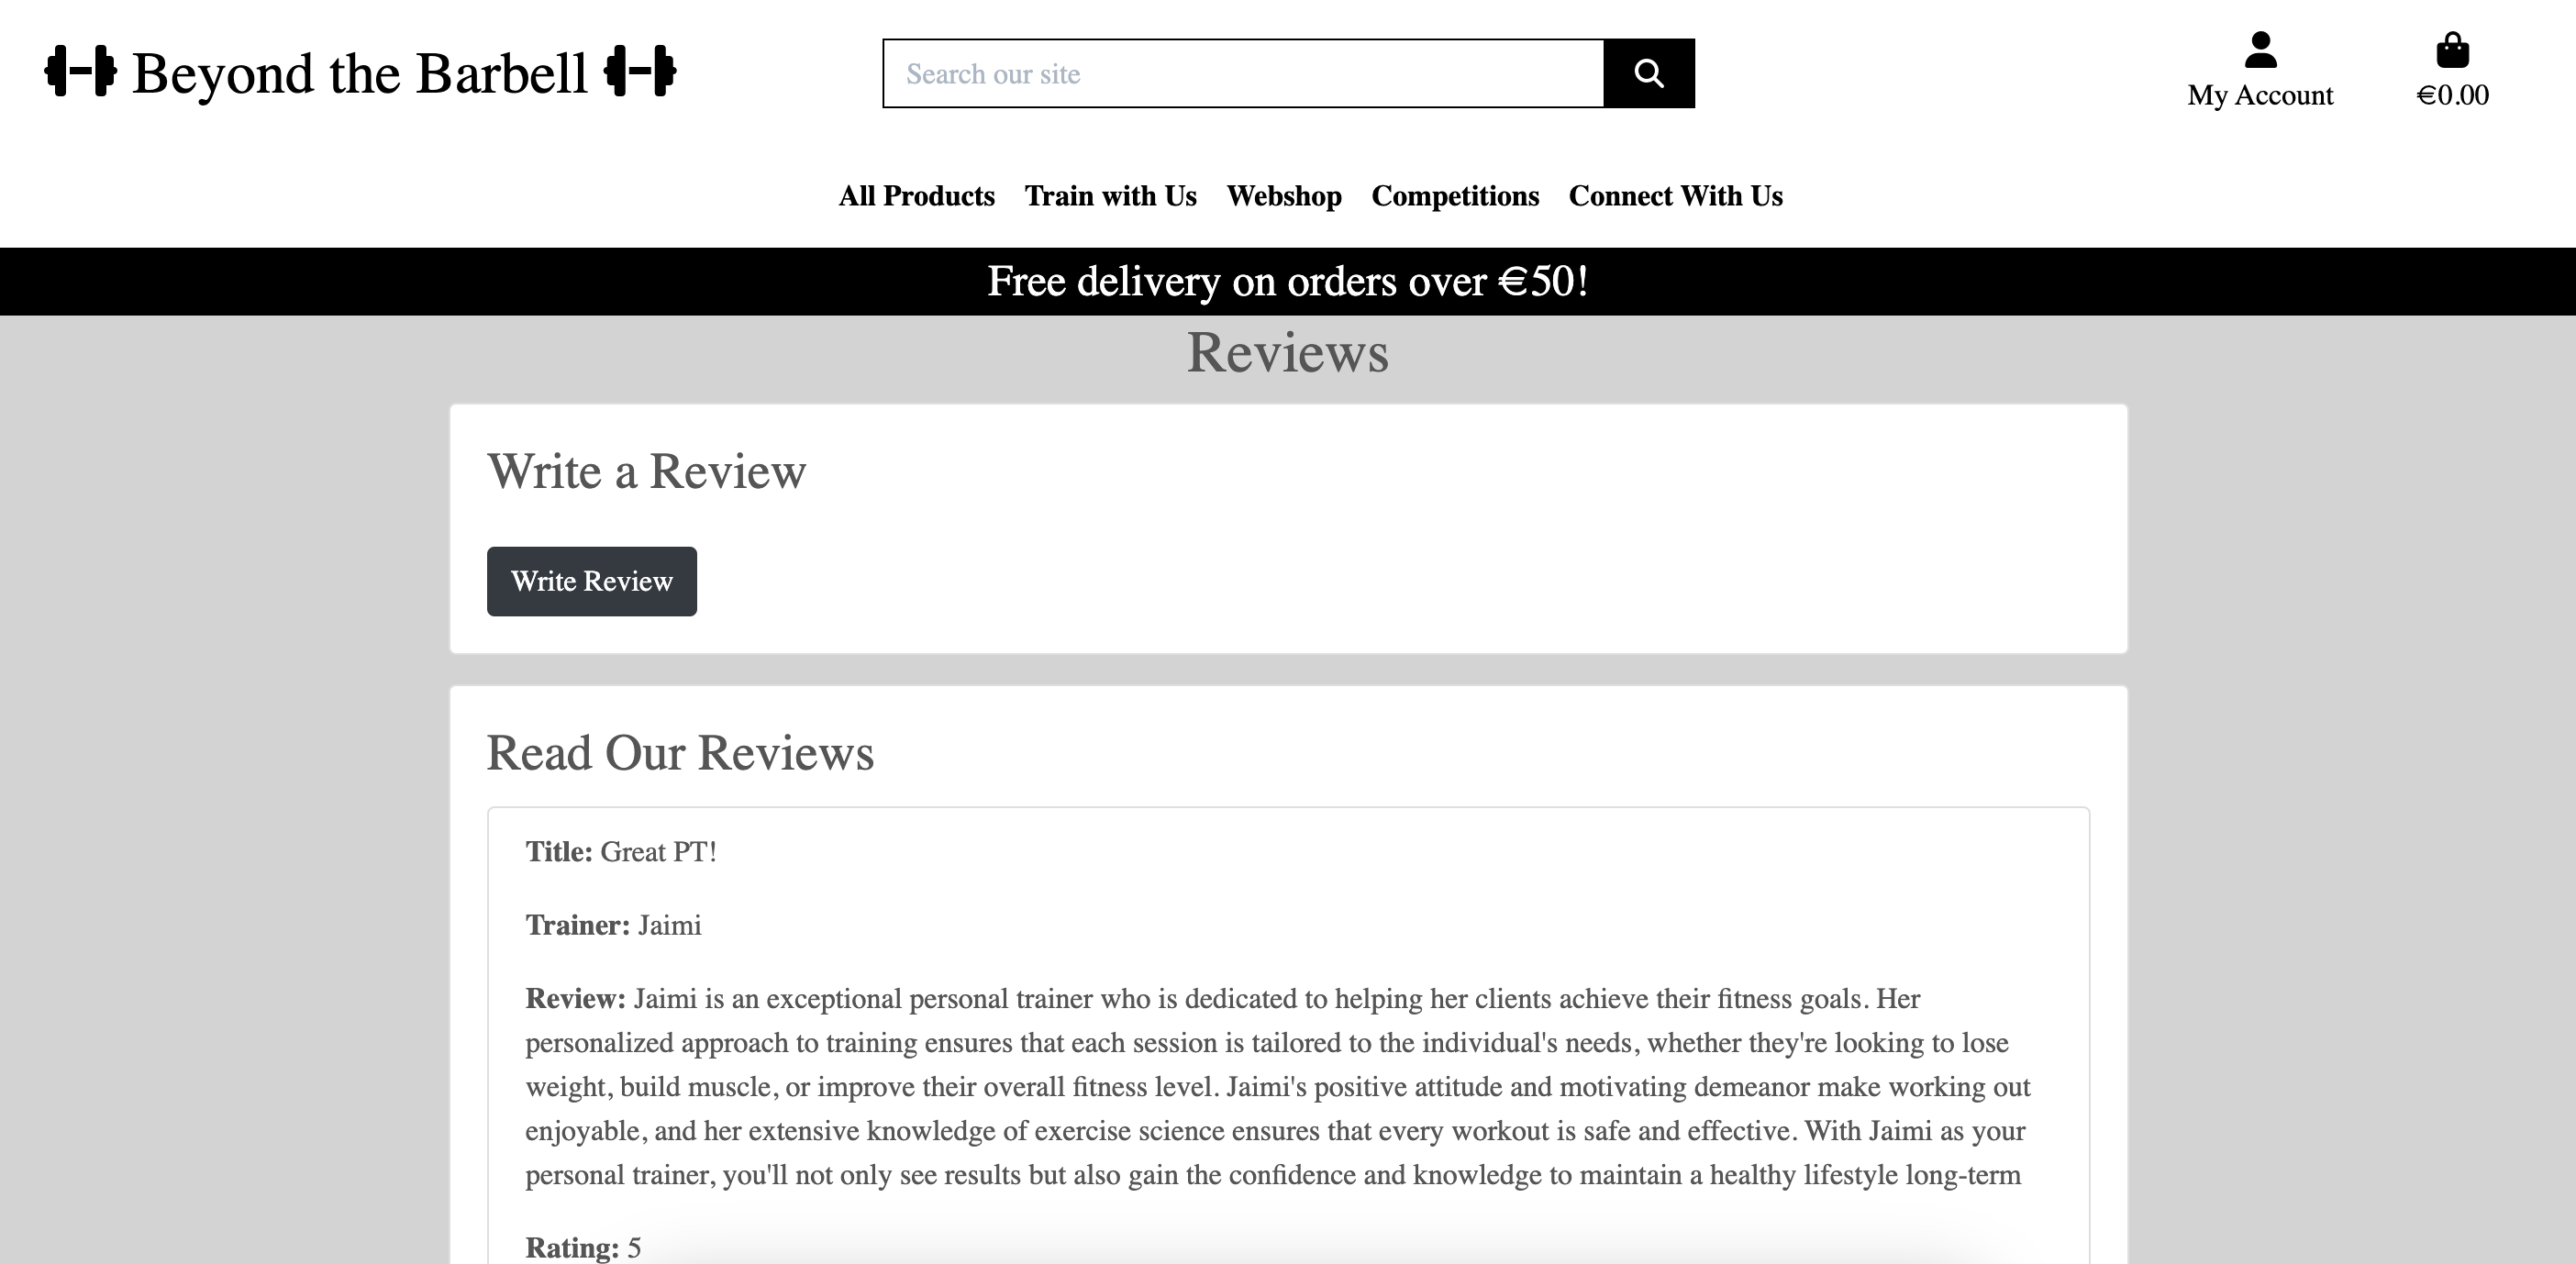 Beyond the Barbell
Search our site
My Account
€0.00
All Products Train with Us Webshop Competitions Connect With Us
Free delivery on orders over €50!
Reviews
Write a Review
Write Review
Read Our Reviews
Title: Great PT!
Trainer: Jaimi
Review: Jaimi is an exceptional personal trainer who is dedicated to helping her clients achieve their fitness goals. Her
personalized approach to training ensures that each session is tailored to the individual's needs, whether they're looking to lose
weight, build muscle, or improve their overall fitness level. Jaimi's positive attitude and motivating demeanor make working out
enjoyable, and her extensive knowledge of exercise science ensures that every workout is safe and effective. With Jaimi as your
personal trainer, you'll not only see results but also gain the confidence and knowledge to maintain a healthy lifestyle long-term
Rating: 5